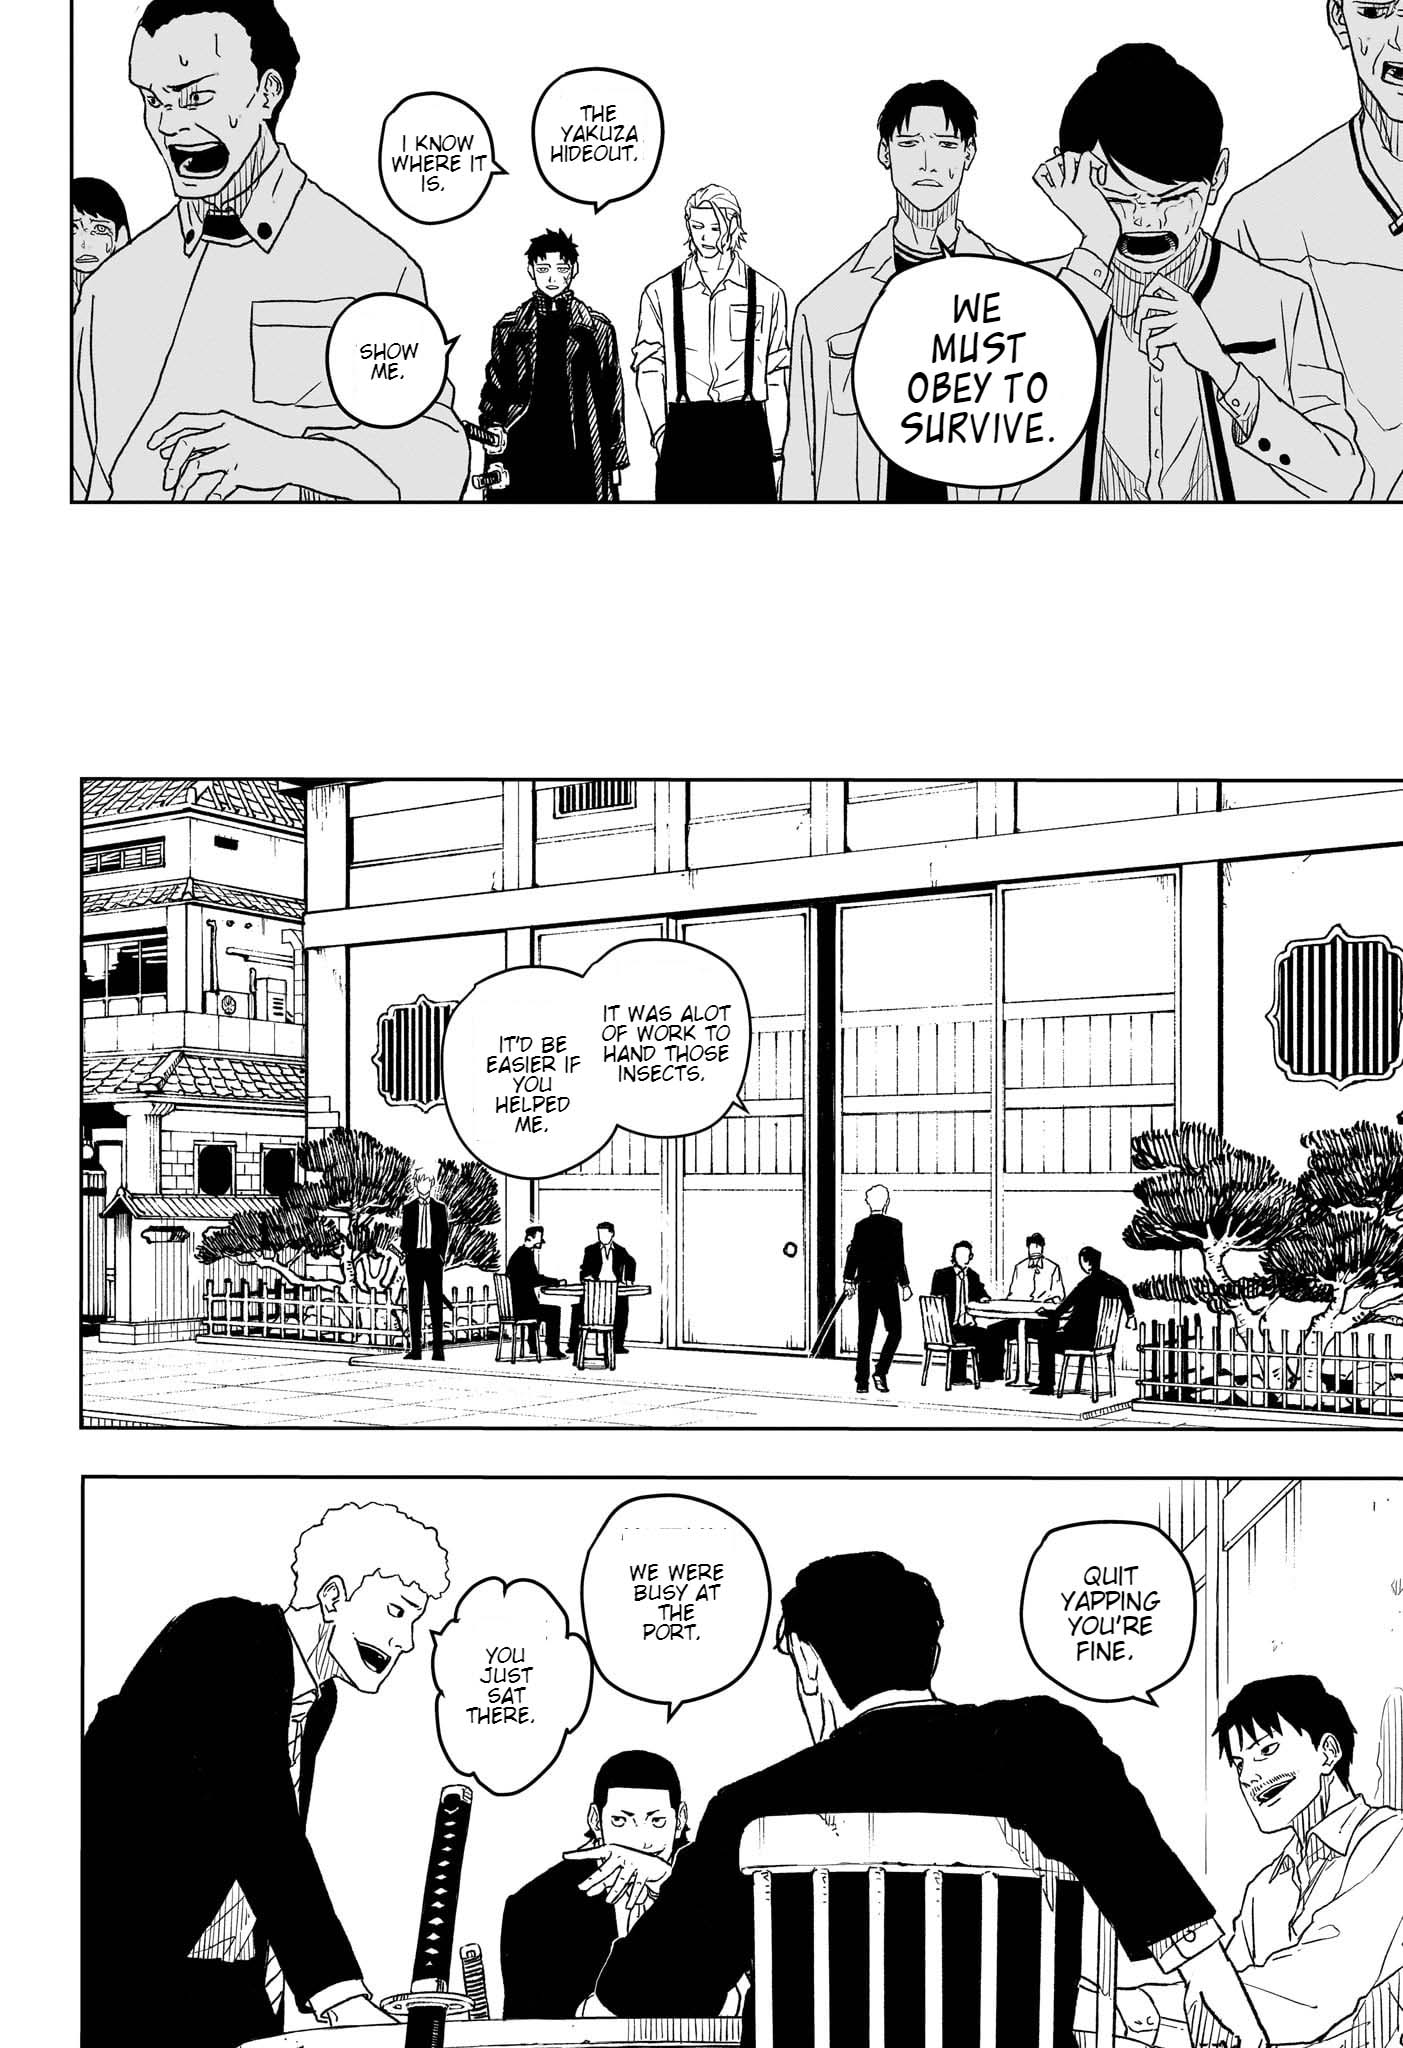 WE
MUST
OBEY TO
SURVIVE.
THE
YAKUZA
HIDEOUT.
I KNOW
WHERE IT
IS.
SHOW
ME.
IT WAS ALOT
OF WORK TO
HAND THOSE
INSECTS.
IT'D BE
EASIER IF
YOU
HELPED
ME.
QUIT
YAPPING
YOU'RE
FINE.
WE WERE
BUSY AT
THE
PORT.
YOU
JUST
SAT
THERE.